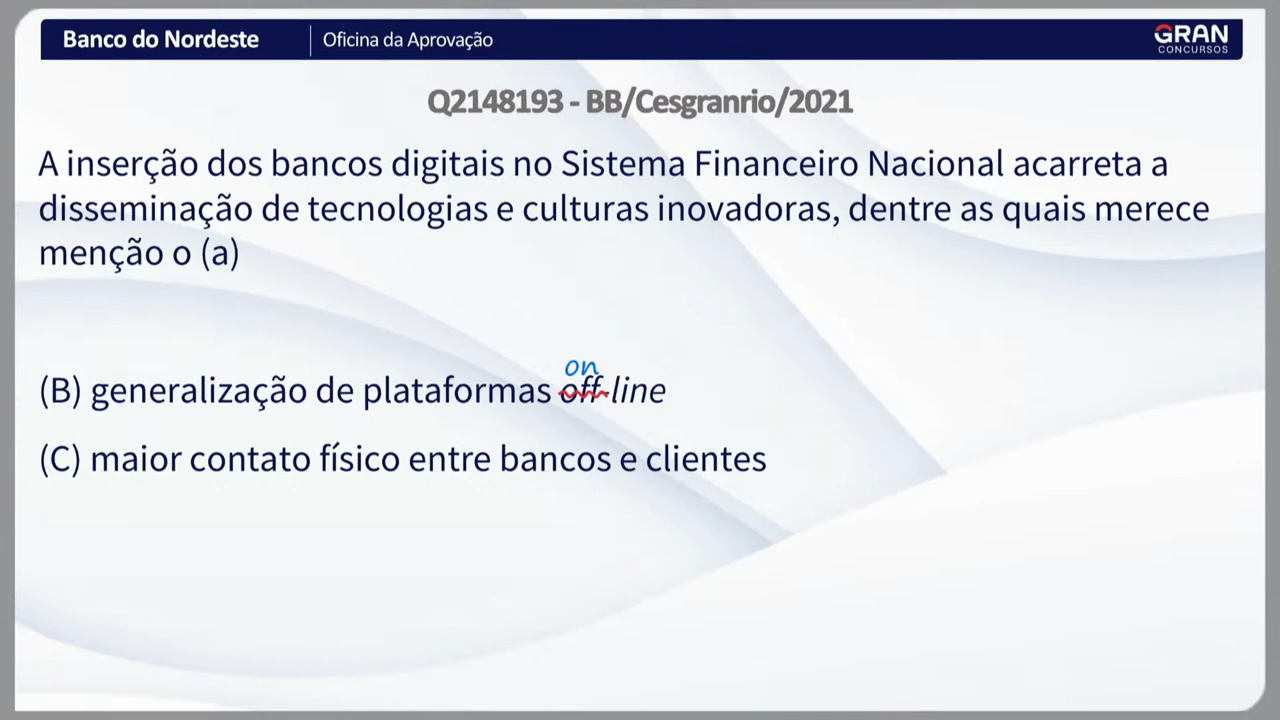 Banco do Nordeste
Oficina da Aprovação
GRAN
CONCURSOS
Q2148193 - BB/Cesgranrio/2021
A inserção dos bancos digitais no Sistema Financeiro Nacional acarreta a
disseminação de tecnologias e culturas inovadoras, dentre as quais merece
menção o (a)
on
(B) generalização de plataformas off-line
(C) maior contato físico entre bancos e clientes